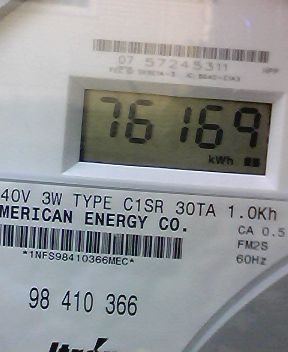 07 57245311
76169
kWh
40V 3W TYPE C1SR 30TA 1.0Kh
MERICAN ENERGY CO. CA 0.5
FM2S
*1NFS98410366MEC* 60Hz
98 410 366
Itrón